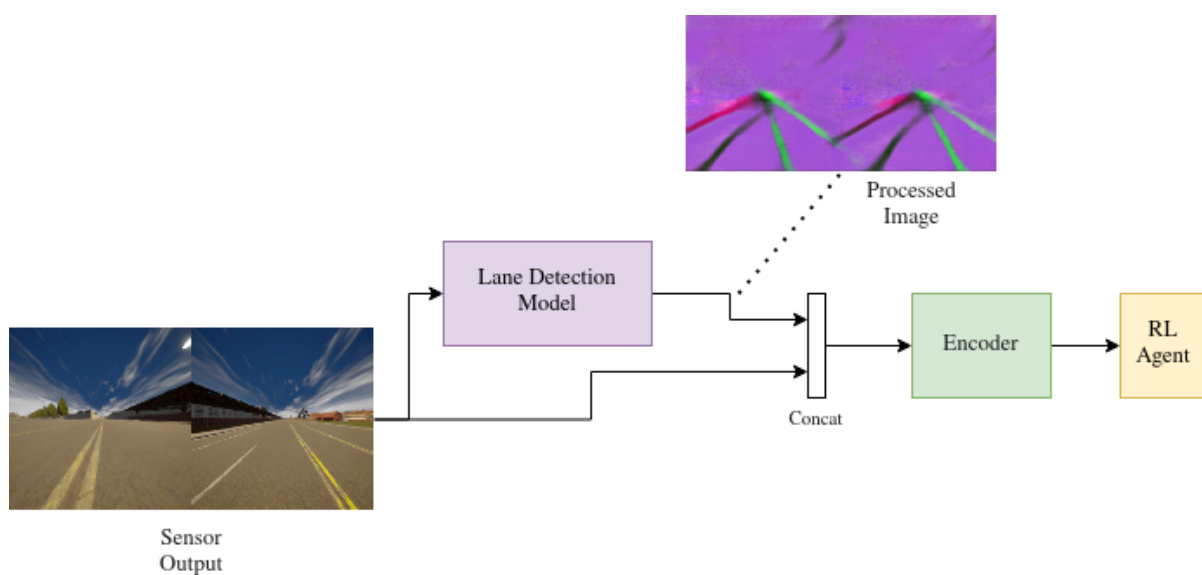 Processed
Image
Lane Detection
Model
Encoder
RL
Agent
Concat
Sensor
Output